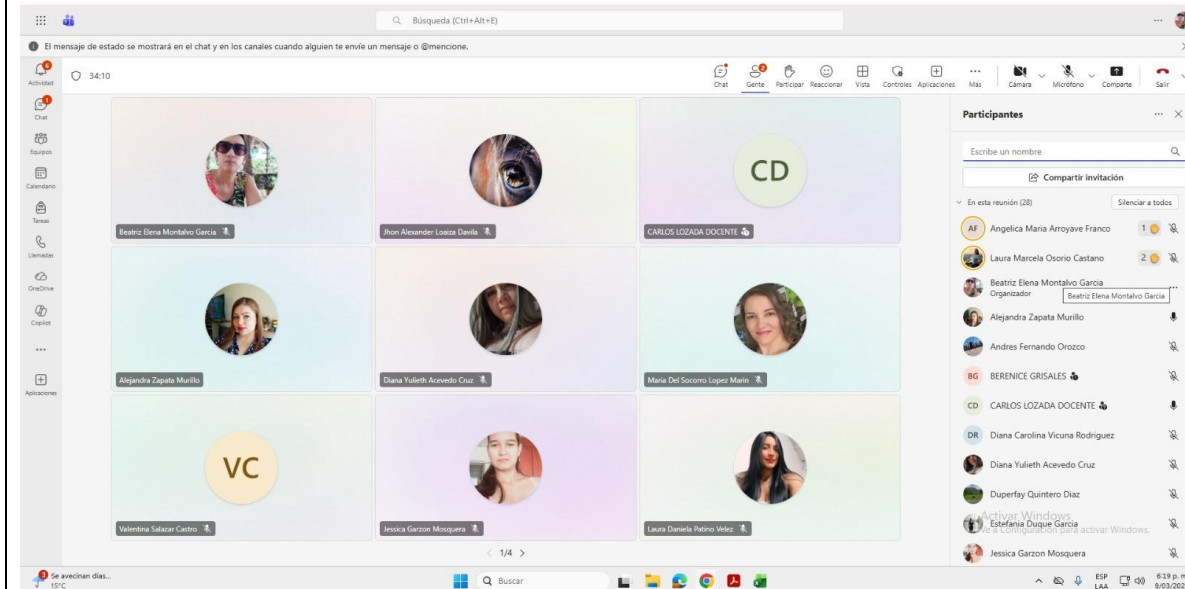 Búsqueda (Ctrl+Alt+E)
El mensaje de estado se mostrará en el chat y en los canales cuando alguien te envíe un mensaje o @mencione.
6
Actividad
Chat
Equipos
Calendario
Tareas
Llamadas
OneDrive
Copilot
Aplicaciones
34:10
Chat
2
Gente
Participar
Reaccionar
Vista
Controles
Aplicaciones
Más
Cámara
Micrófono
Comparte
Salir
Beatriz Elena Montalvo Garcia
Jhon Alexander Loaiza Davila
CD
CARLOS LOZADA DOCENTE
Alejandra Zapata Murillo
Diana Yulieth Acevedo Cruz
Maria Del Socorro Lopez Marin
VC
Valentina Salazar Castro
Jessica Garzon Mosquera
Laura Daniela Patino Velez
1/4
Participantes
Escribe un nombre
Compartir invitación
En esta reunión (28)
Silenciar a todos
AF Angelica Maria Arroyave Franco 1
Laura Marcela Osorio Castano 2
Beatriz Elena Montalvo Garcia
Organizador
Beatriz Elena Montalvo Garcia
Alejandra Zapata Murillo
Andres Fernando Orozco
BG BERENICE GRISALES
CD CARLOS LOZADA DOCENTE
DR Diana Carolina Vicuna Rodriguez
Diana Yulieth Acevedo Cruz
Duperfay Quintero Diaz
Activar Windows
Estefania Duque Garcia
Ve a Configuración para activar Windows.
Jessica Garzon Mosquera
3
Se avecinan días...
15°C
Buscar
ESP
LAA
6:19 p. m
9/03/202